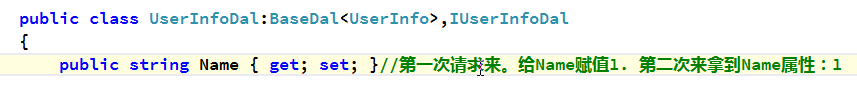 public class UserInfoDal:BaseDal<UserInfo>,IUserInfoDal
{
public string Name { get; set; }//第一次请求来。给Name赋值1. 第二次来拿到Name属性：1